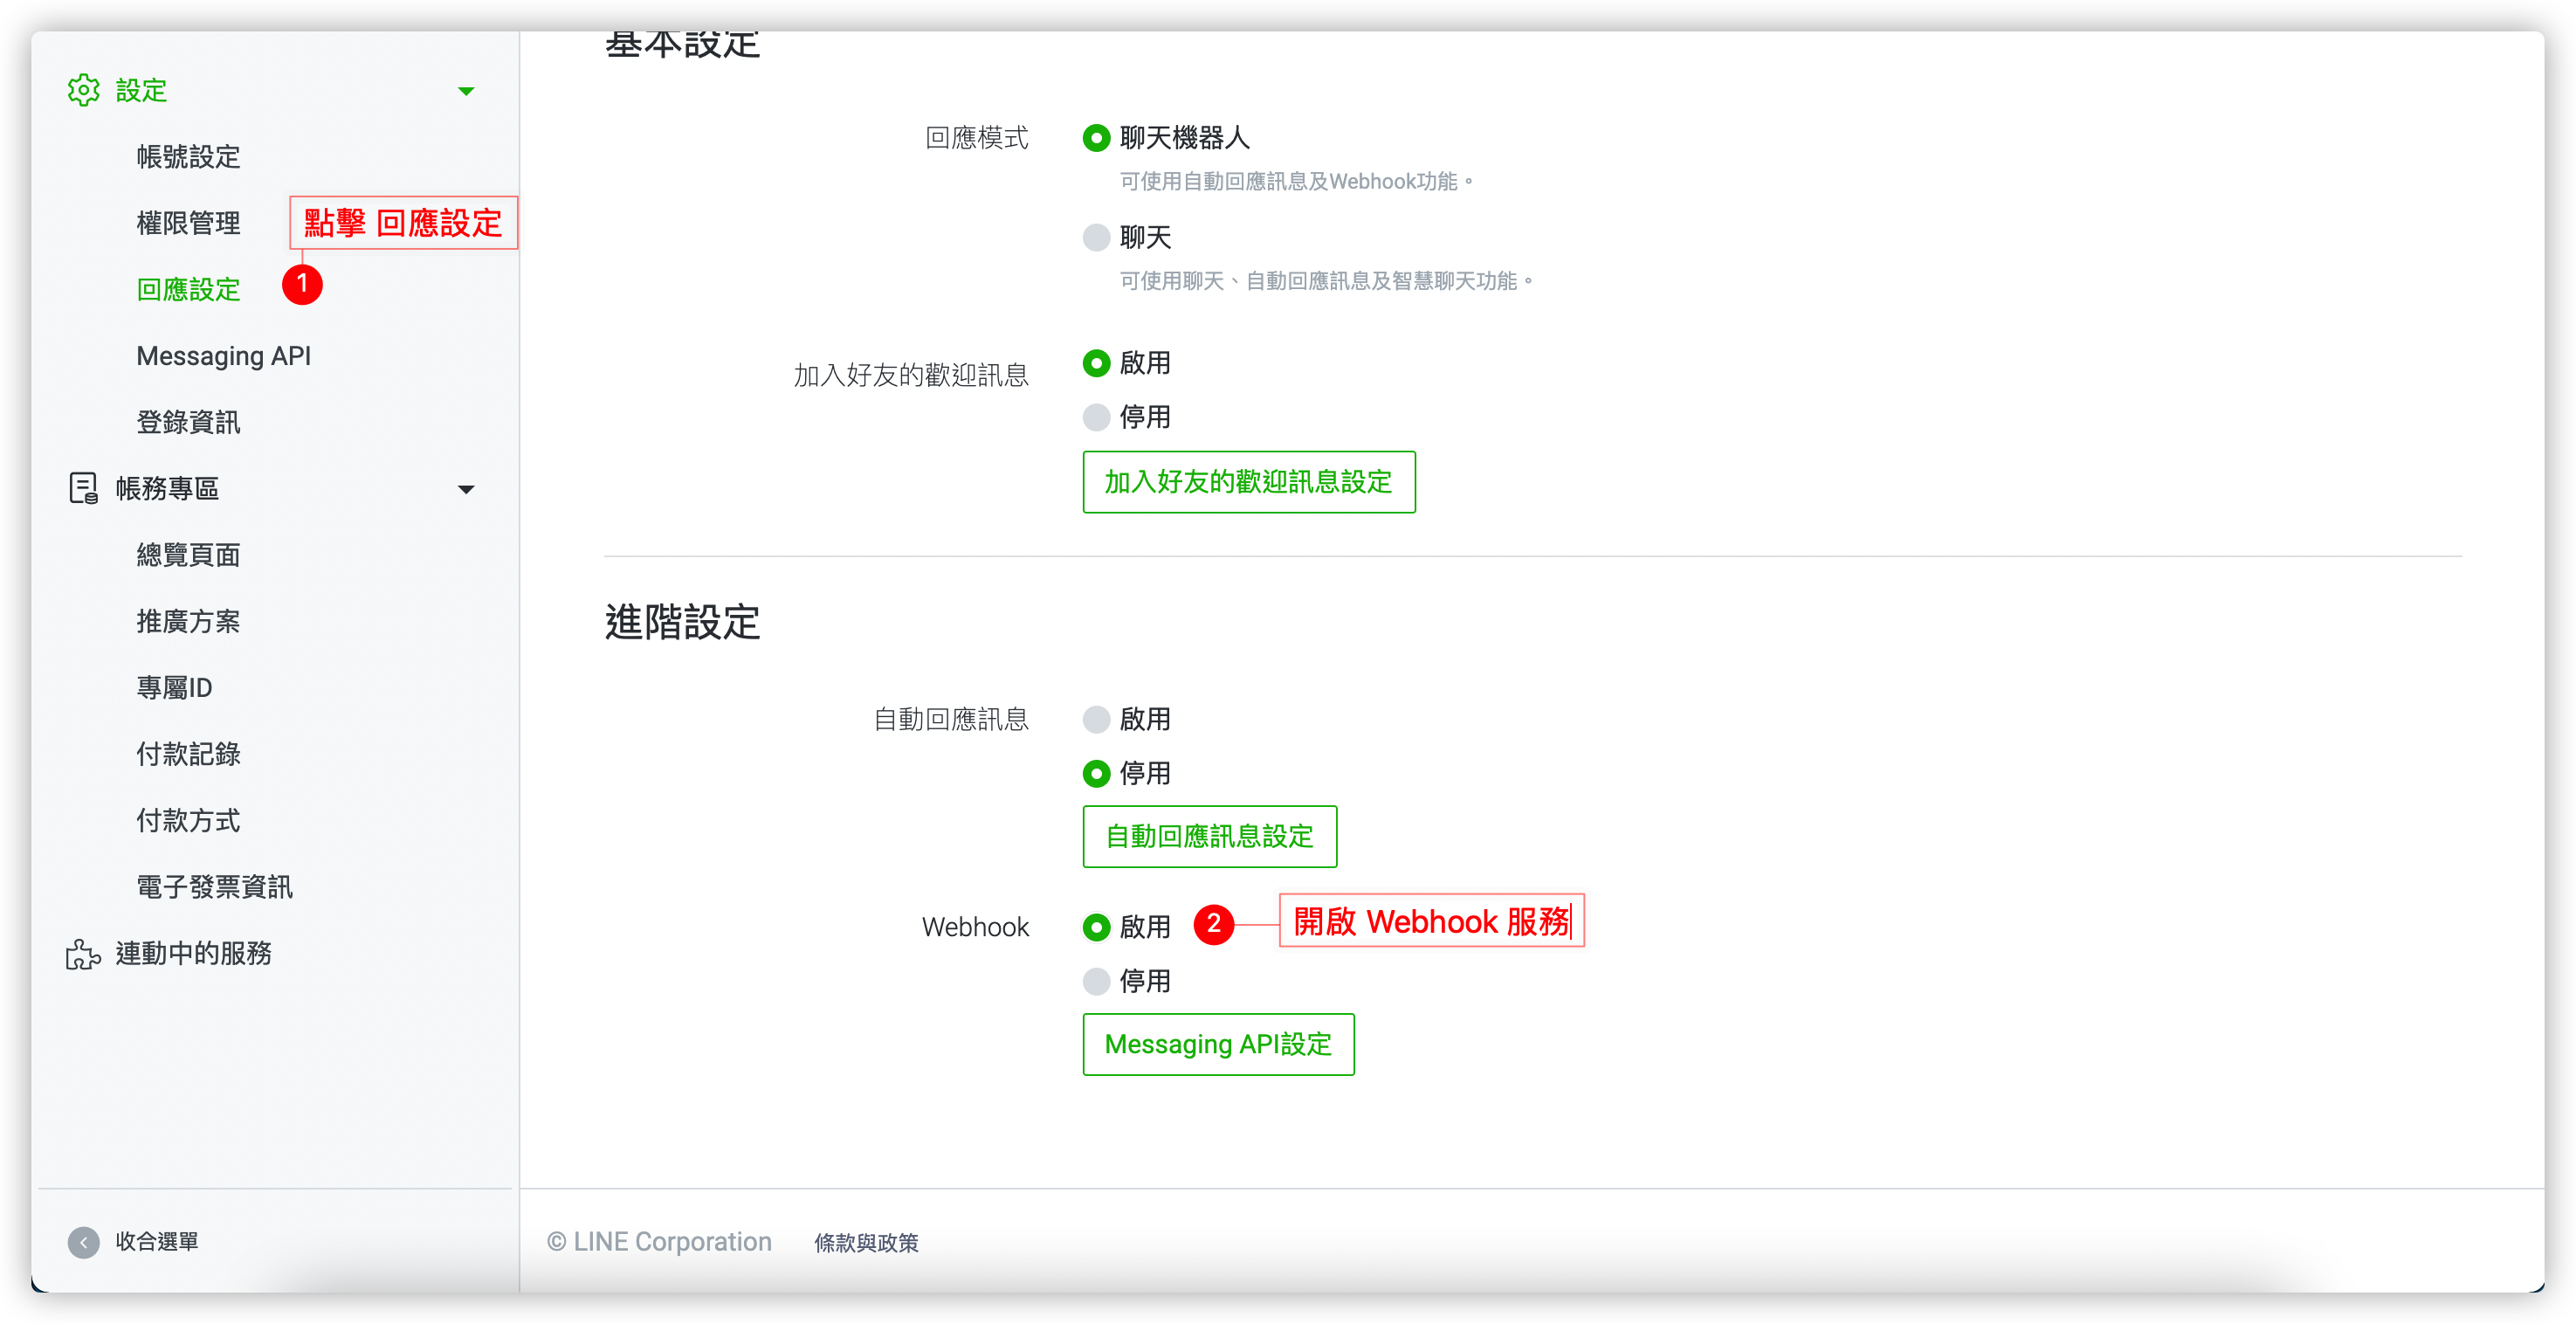 設定
帳號設定
權限管理
點擊 回應設定
回應設定
1
Messaging API
登錄資訊
帳務專區
總覽頁面
推廣方案
專屬ID
付款記錄
付款方式
電子發票資訊
連動中的服務
收合選單
基本設定
回應模式
聊天機器人
可使用自動回應訊息及Webhook功能。
聊天
可使用聊天、自動回應訊息及智慧聊天功能。
加入好友的歡迎訊息
啟用
停用
加入好友的歡迎訊息設定
進階設定
自動回應訊息
啟用
停用
自動回應訊息設定
Webhook
啟用
2
開啟 Webhook 服務
停用
Messaging API設定
© LINE Corporation
條款與政策